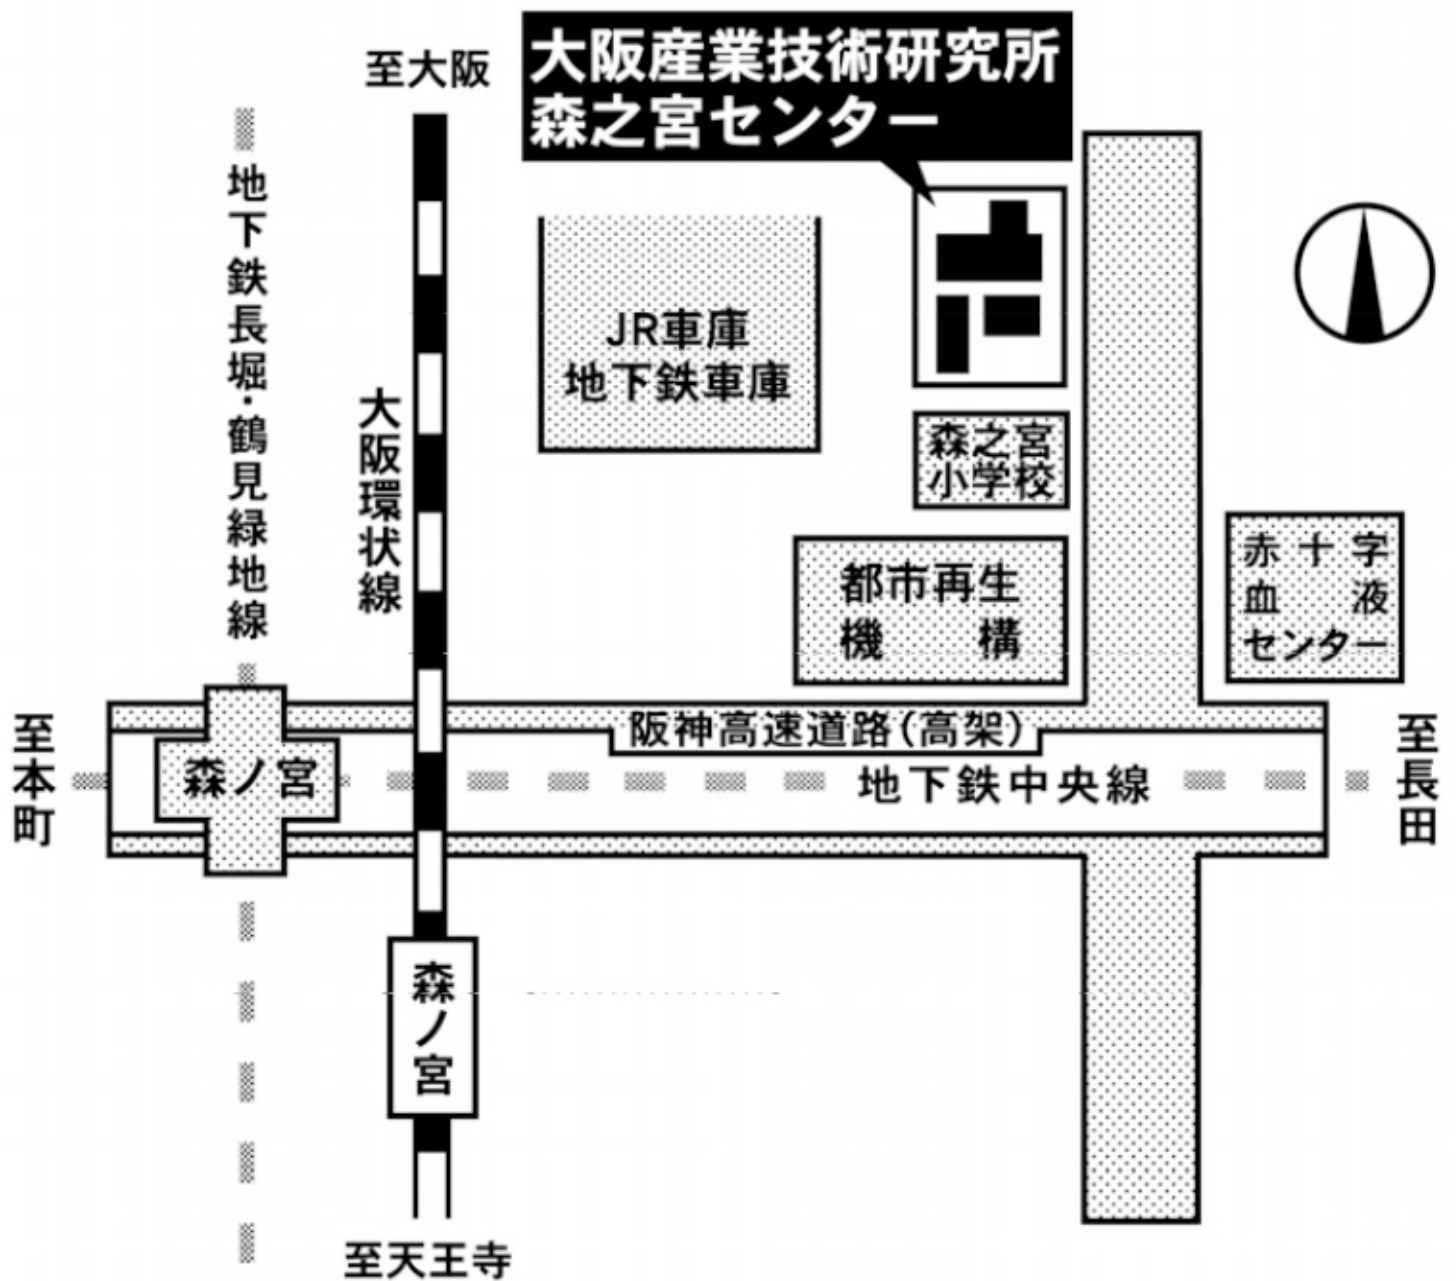 至大阪
大阪産業技術研究所
森之宮センター
地下鉄長堀・鶴見緑地線
大阪環状線
JR車庫
地下鉄車庫
森之宮
小学校
都市再生
機構
赤十字
血液
センター
阪神高速道路(高架)
至本町
森ノ宮
地下鉄中央線
至長田
森ノ宮
至天王寺